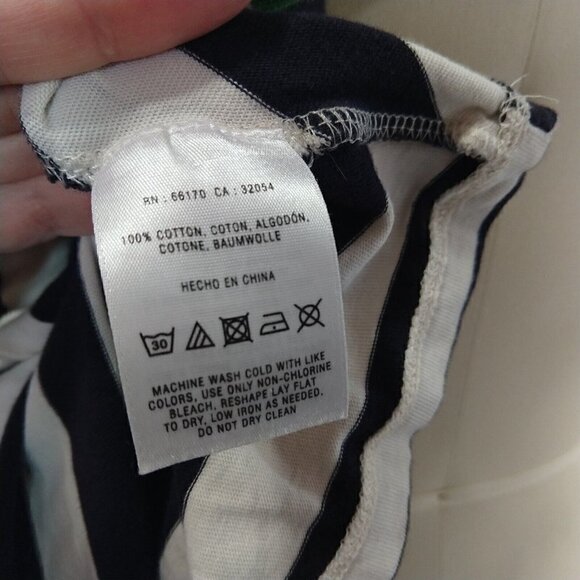 RN : 66170 CA : 32054
100% COTTON, COTON, ALGODÓN,
COTONE, BAUMWOLLE
HECHO EN CHINA
30
MACHINE WASH COLD WITH LIKE
COLORS, USE ONLY NON-CHLORINE
BLEACH, RESHAPE LAY FLAT
TO DRY, LOW IRON AS NEEDED.
DO NOT DRY CLEAN